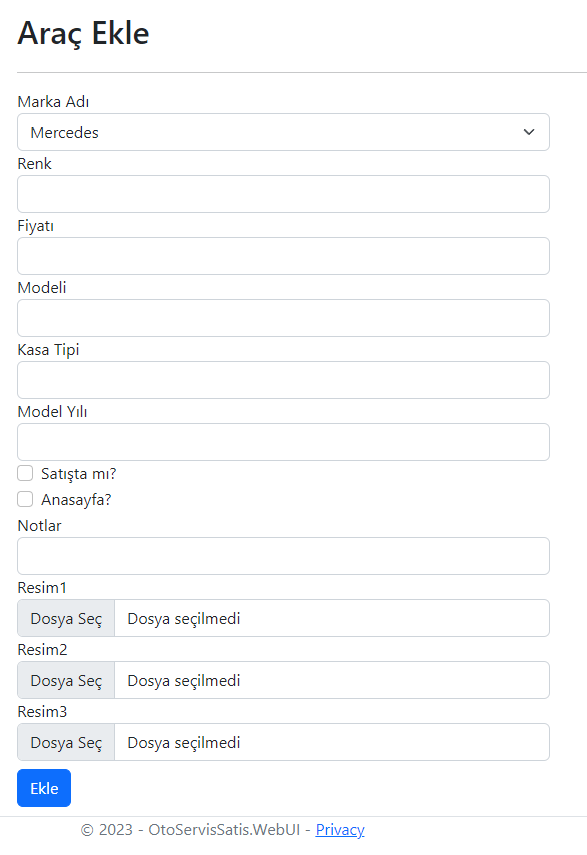 Araç Ekle
Marka Adı
Mercedes
Renk
Fiyatı
Modeli
Kasa Tipi
Model Yılı
Satışta mı?
Anasayfa?
Notlar
Resim1
Dosya Seç Dosya seçilmedi
Resim2
Dosya Seç Dosya seçilmedi
Resim3
Dosya Seç Dosya seçilmedi
Ekle
© 2023 - OtoServisSatis.WebUI - Privacy